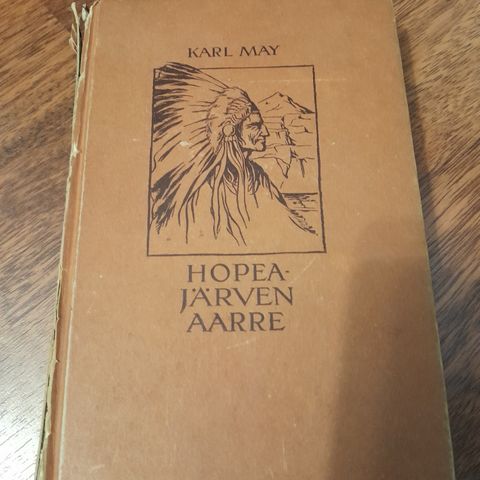 KARL MAY
HOPEA-
JÄRVEN
AARRE